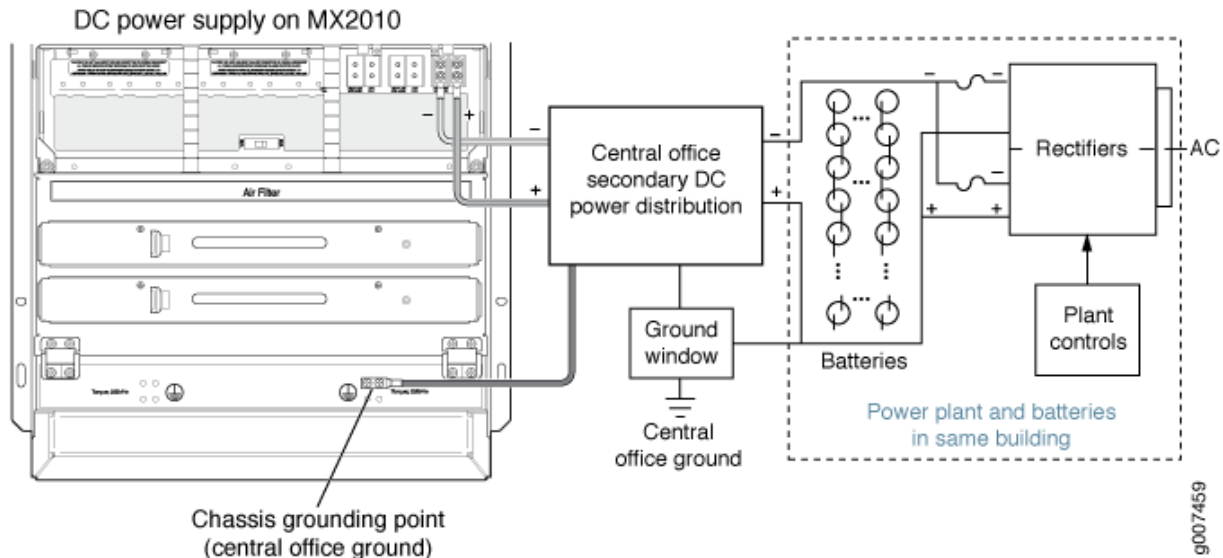 DC power supply on MX2010
Air Filter
Chassis grounding point
(central office ground)
−
+
−
+
Central office
secondary DC
power distribution
−
+
Ground
window
Central
office ground
Batteries
−
−
−
+
+
Rectifiers
AC
Plant
controls
Power plant and batteries
in same building
g007459